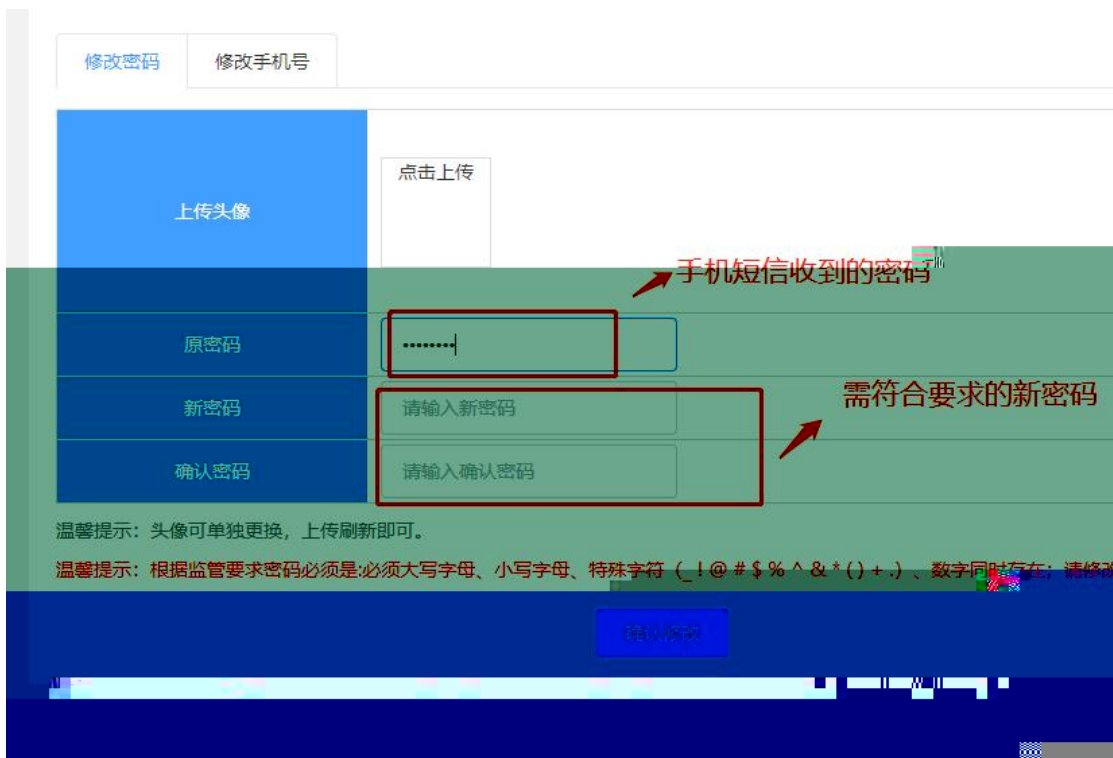 修改密码
修改手机号
点击上传
上传头像
手机短信收到的密码
原密码
需符合要求的新密码
新密码
请输入新密码
确认密码
请输入确认密码
温馨提示：头像可单独更换，上传刷新即可。
温馨提示：根据监管要求密码必须是:必须大写字母、小写字母、特殊字符（_！@＃＄％＾＆*()＋.）、数字同时存在；请修改
确认修改